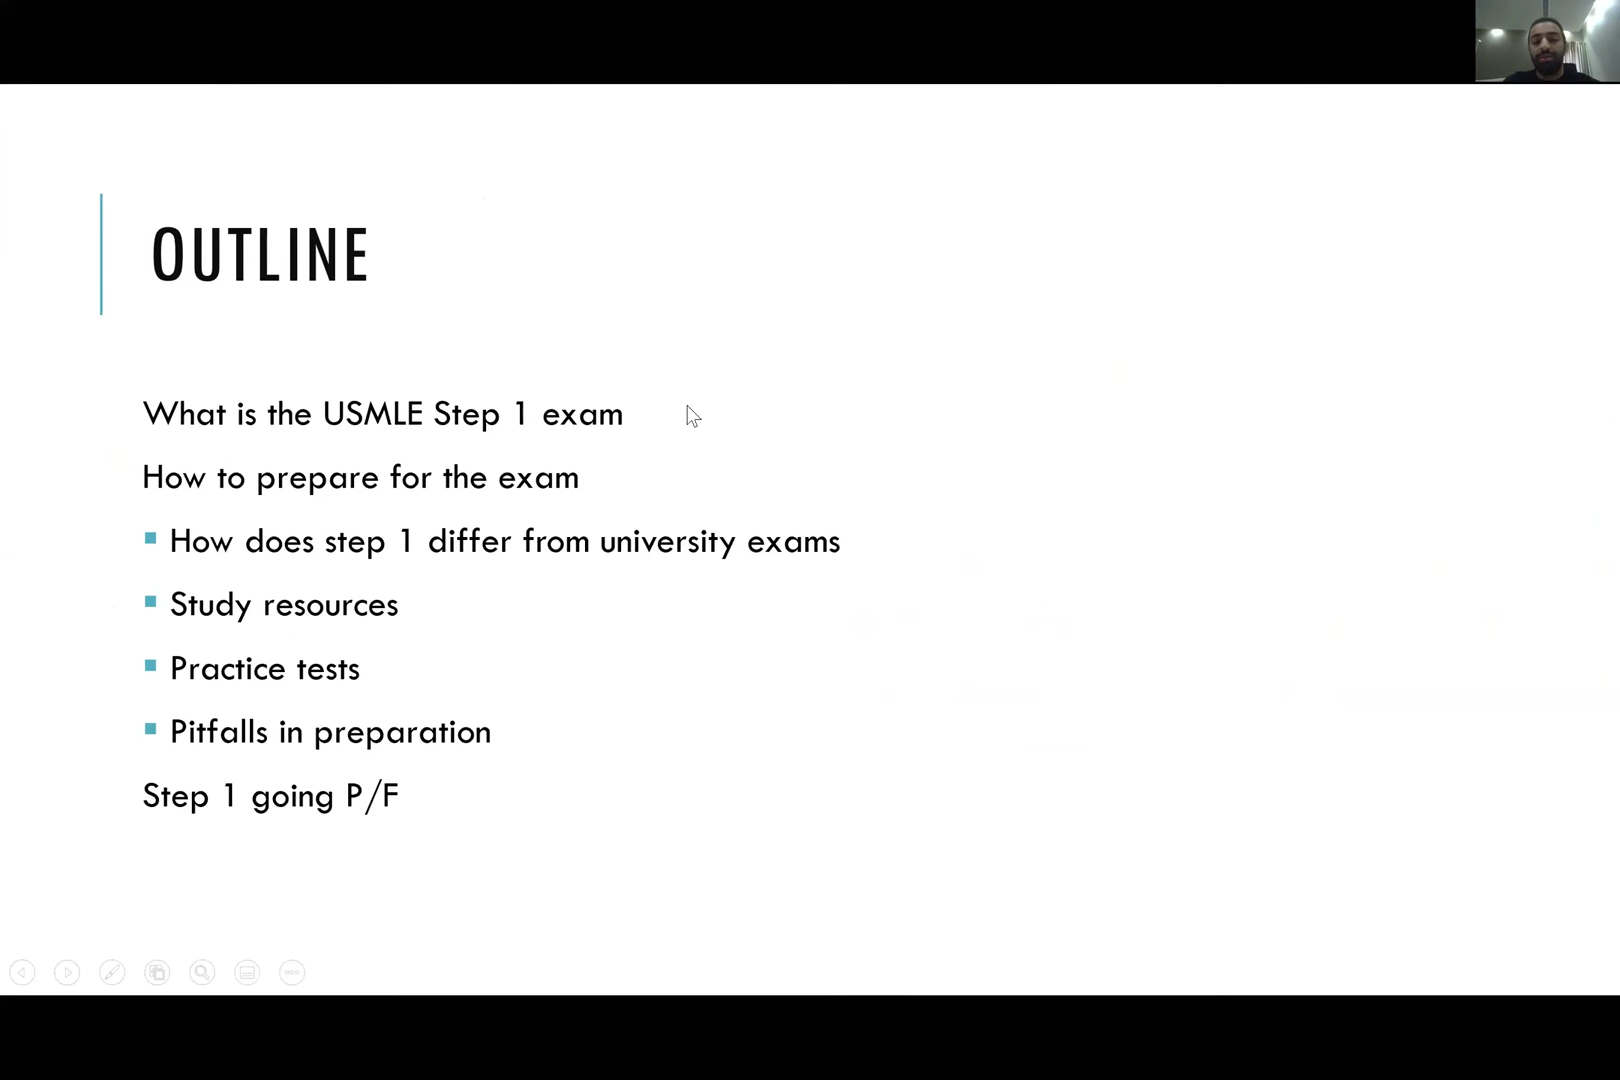 OUTLINE
What is the USMLE Step 1 exam
How to prepare for the exam
How does step 1 differ from university exams
Study resources
Practice tests
Pitfalls in preparation
Step 1 going P/F